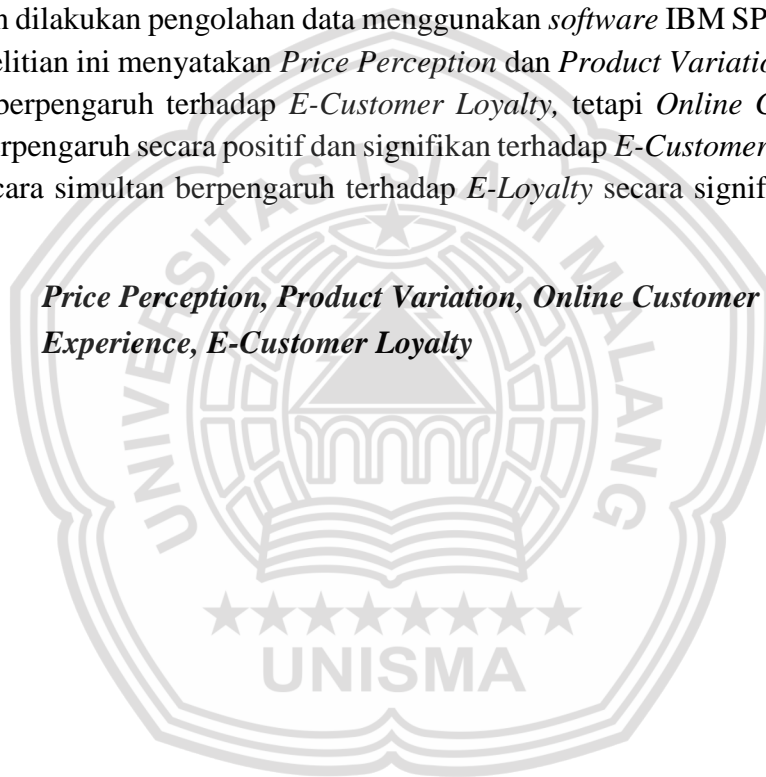 n dilakukan pengolahan data menggunakan software IBM SP
elitian ini menyatakan Price Perception dan Product Variatio
berpengaruh terhadap E-Customer Loyalty, tetapi Online C
erpengaruh secara positif dan signifikan terhadap E-Customer
cara simultan berpengaruh terhadap E-Loyalty secara signif
Price Perception, Product Variation, Online Customer
Experience, E-Customer Loyalty
UNIVERSITAS ISLAM MALANG
UNISMA